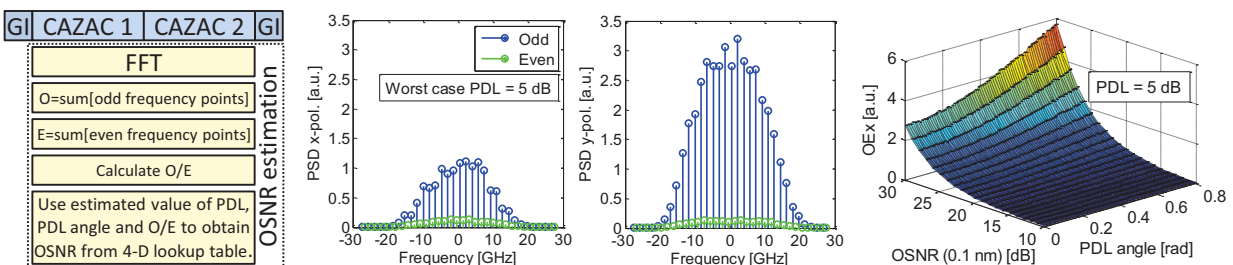 GI CAZAC 1 CAZAC 2 GI
FFT
O=sum[odd frequency points]
E=sum[even frequency points]
Calculate O/E
Use estimated value of PDL,
PDL angle and O/E to obtain
OSNR from 4-D lookup table.
OSNR estimation
PSD x-pol. [a.u.]
3.5
3
2.5
2
1.5
1
0.5
0
-30 -20 -10 0 10 20 30
Frequency [GHz]
Odd
Even
Worst case PDL = 5 dB
PSD y-pol. [a.u.]
3.5
3
2.5
2
1.5
1
0.5
0
-30 -20 -10 0 10 20 30
Frequency [GHz]
OEx [a.u.]
6
4
2
0
PDL = 5 dB
30
25
20
15
10
OSNR (0.1 nm) [dB]
0
0.2
0.4
0.6
0.8
PDL angle [rad]